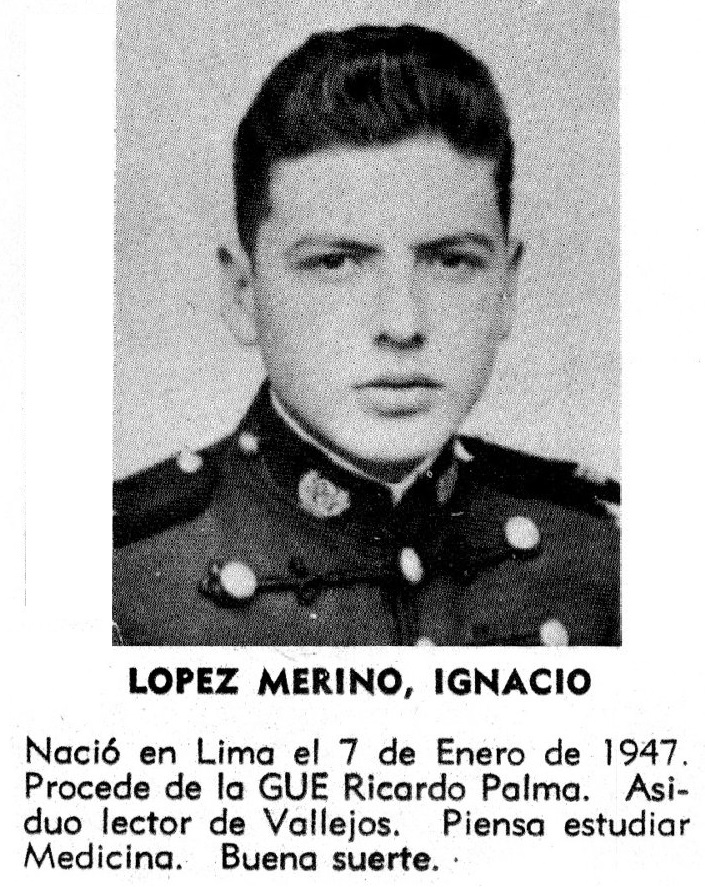 LOPEZ MERINO, IGNACIO
Nació en Lima el 7 de Enero de 1947.
Procede de la GUE Ricardo Palma. Asi-
duo lector de Vallejos. Piensa estudiar
Medicina. Buena suerte.